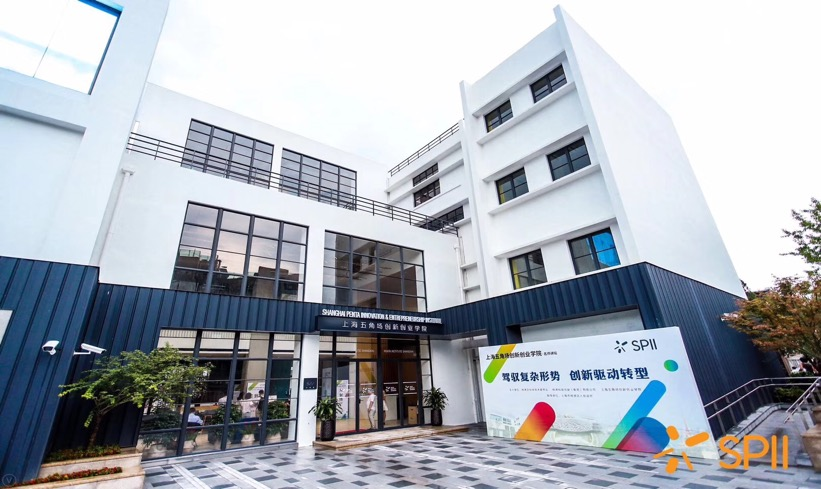 SHANGHAI PENTA INNOVATION & ENTREPRENEURSHIP INSTITUTE
上海五角场创新创业学院
上海五角场创新创业学院
SPII
驾驭复杂形势 创新驱动转型
SPII